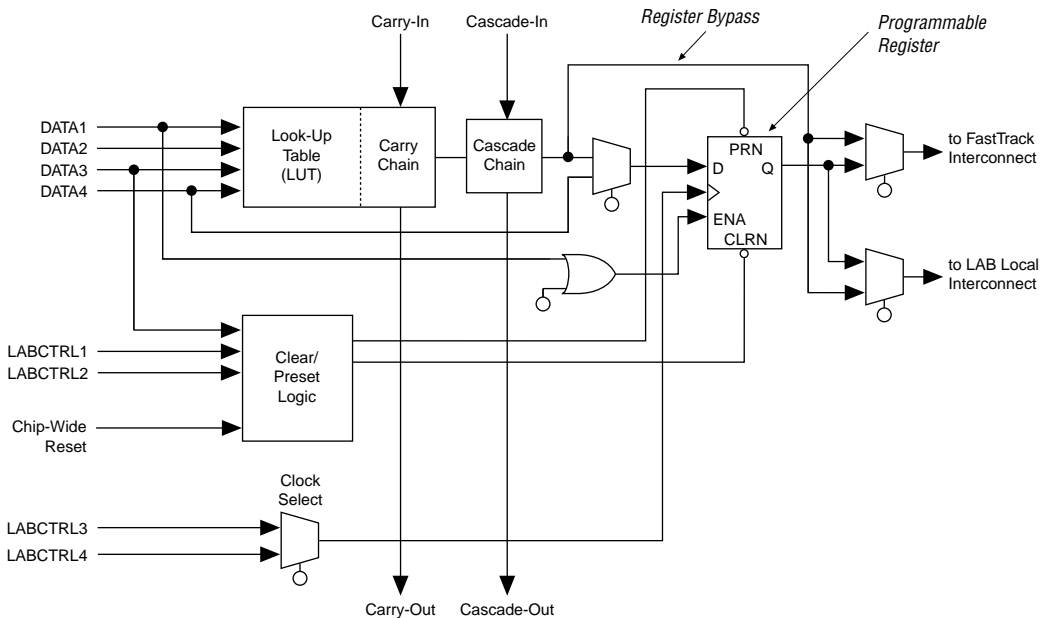 Carry-In
Cascade-In
Register Bypass
Programmable
Register
DATA1
DATA2
DATA3
DATA4
Look-Up
Table
(LUT)
Carry
Chain
Cascade
Chain
PRN
D
Q
ENA
CLRN
to FastTrack
Interconnect
to LAB Local
Interconnect
LABCTRL1
LABCTRL2
Clear/
Preset
Logic
Chip-Wide
Reset
Clock
Select
LABCTRL3
LABCTRL4
Carry-Out
Cascade-Out